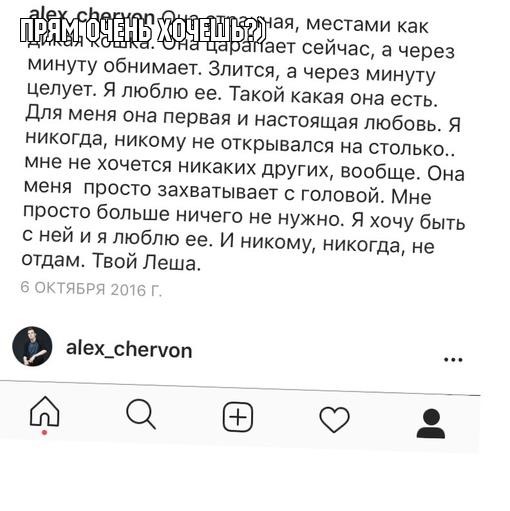 ПРЯМ ОЧЕНЬ ХОЧЕШЬ?)
alex_chervon ная, местами как
дикая кошка. Она царапает сейчас, а через
минуту обнимает. Злится, а через минуту
целует. Я люблю ее. Такой какая она есть.
Для меня она первая и настоящая любовь. Я
никогда, никому не открывался на столько..
мне не хочется никаких других, вообще. Она
меня просто захватывает с головой. Мне
просто больше ничего не нужно. Я хочу быть
с ней и я люблю ее. И никому, никогда, не
отдам. Твой Леша.
6 ОКТЯБРЯ 2016 Г.
alex_chervon